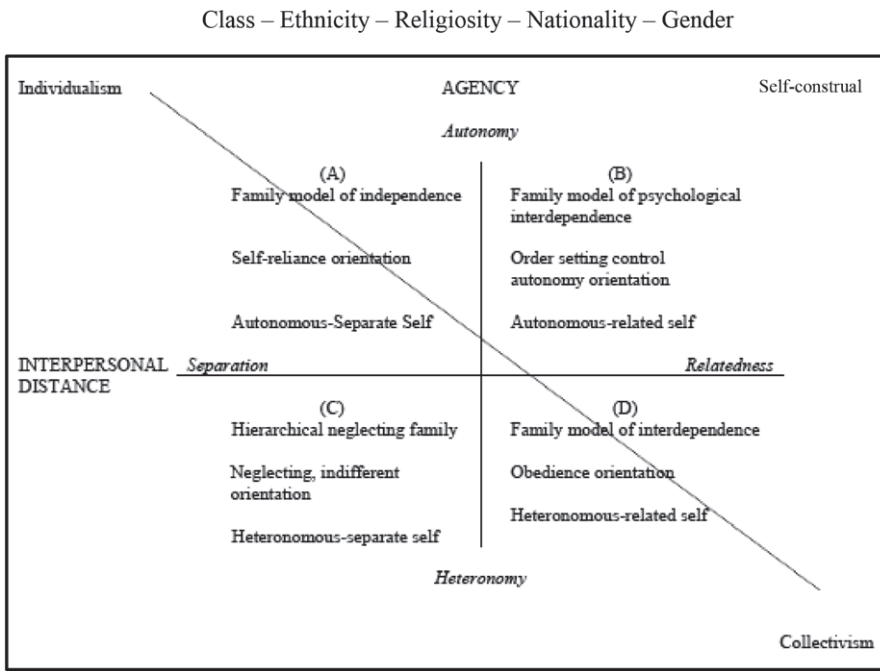 Class – Ethnicity – Religiosity – Nationality – Gender
Individualism
AGENCY
Self-construal
Autonomy
(A)
Family model of independence
Self-reliance orientation
Autonomous-Separate Self
(B)
Family model of psychological
interdependence
Order setting control
autonomy orientation
Autonomous-related self
INTERPERSONAL
DISTANCE
Separation
Relatedness
(C)
Hierarchical neglecting family
Neglecting, indifferent
orientation
Heteronomous-separate self
(D)
Family model of interdependence
Obedience orientation
Heteronomous-related self
Heteronomy
Collectivism